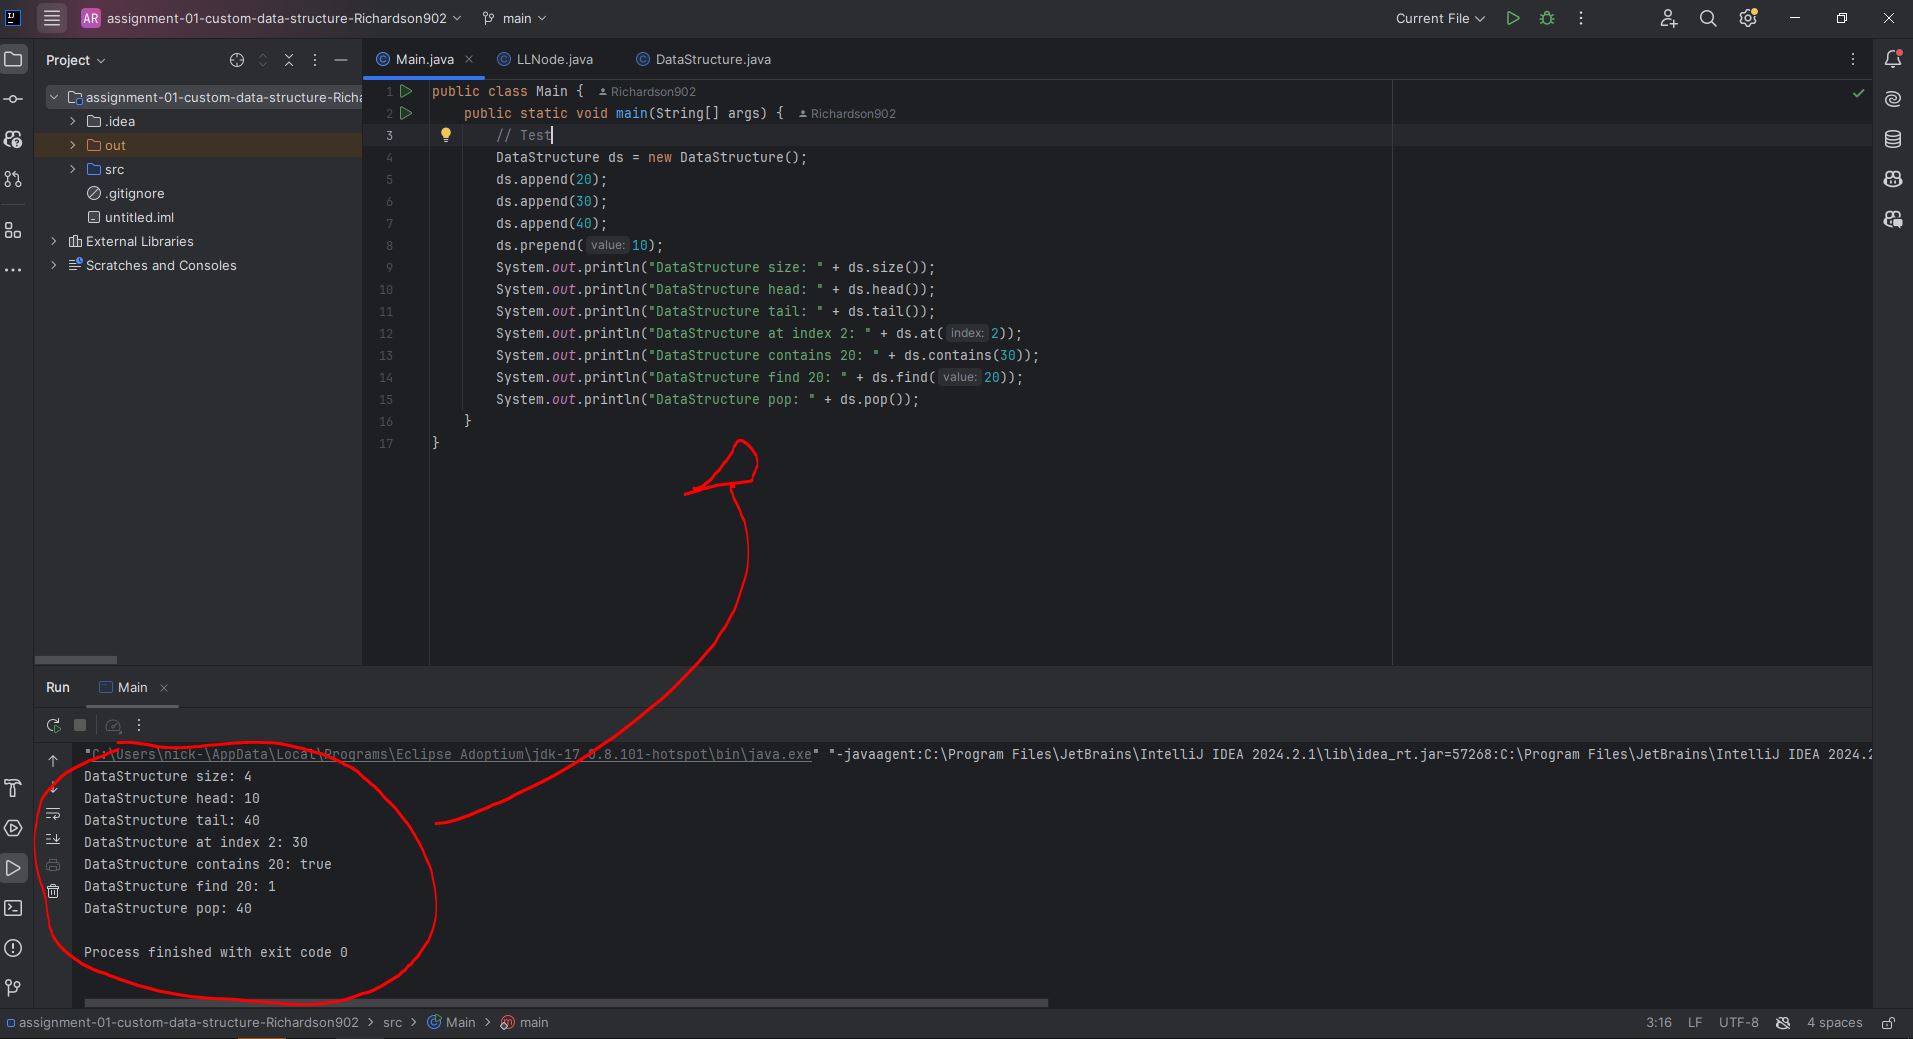 AR assignment-01-custom-data-structure-Richardson902 main Current File
Project
Main.java LLNode.java DataStructure.java
assignment-01-custom-data-structure-Richa
.idea
out
src
.gitignore
untitled.iml
External Libraries
Scratches and Consoles
1 public class Main { Richardson902
2 public static void main(String[] args) { Richardson902
3 // Test
4 DataStructure ds = new DataStructure();
5 ds.append(20);
6 ds.append(30);
7 ds.append(40);
8 ds.prepend( value: 10);
9 System.out.println("DataStructure size: " + ds.size());
10 System.out.println("DataStructure head: " + ds.head());
11 System.out.println("DataStructure tail: " + ds.tail());
12 System.out.println("DataStructure at index 2: " + ds.at( index: 2));
13 System.out.println("DataStructure contains 20: " + ds.contains(30));
14 System.out.println("DataStructure find 20: " + ds.find( value: 20));
15 System.out.println("DataStructure pop: " + ds.pop());
16 }
17 }
Run Main
"C:\Users\nick-\AppData\Local\Programs\Eclipse Adoptium\jdk-17.0.8.101-hotspot\bin\java.exe" "-javaagent:C:\Program Files\JetBrains\IntelliJ IDEA 2024.2.1\lib\idea_rt.jar=57268:C:\Program Files\JetBrains\IntelliJ IDEA 2024.2
DataStructure size: 4
DataStructure head: 10
DataStructure tail: 40
DataStructure at index 2: 30
DataStructure contains 20: true
DataStructure find 20: 1
DataStructure pop: 40
Process finished with exit code 0
assignment-01-custom-data-structure-Richardson902 > src > Main > main 3:16 LF UTF-8 4 spaces